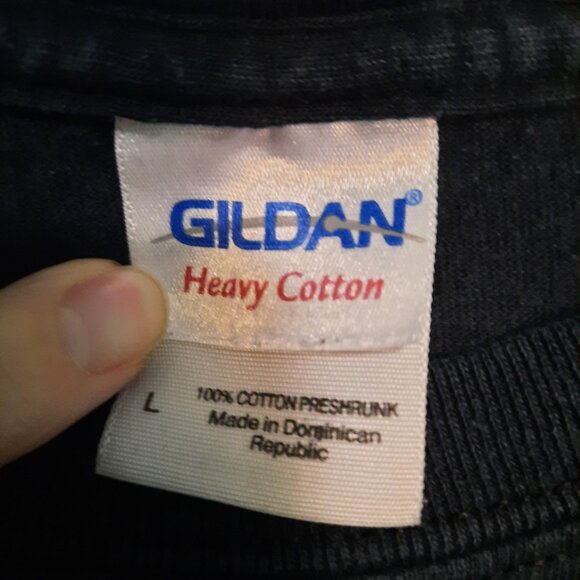 GILDAN®
Heavy Cotton
L 100% COTTON PRESHRUNK
Made in Dominican
Republic